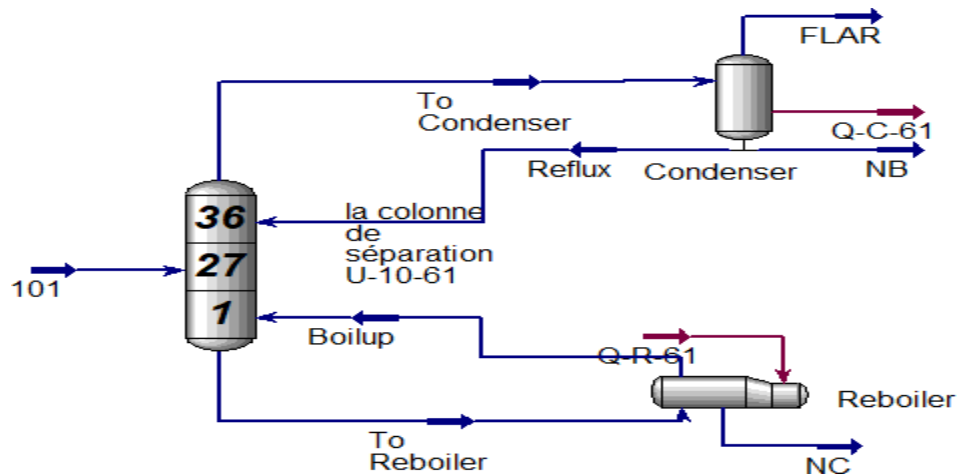 FLAR
To
Condenser
Q-C-61
Reflux
Condenser
NB
36
la colonne
de
séparation
U-10-61
27
101
1
Boilup
Q-R-61
Reboiler
To
Reboiler
NC